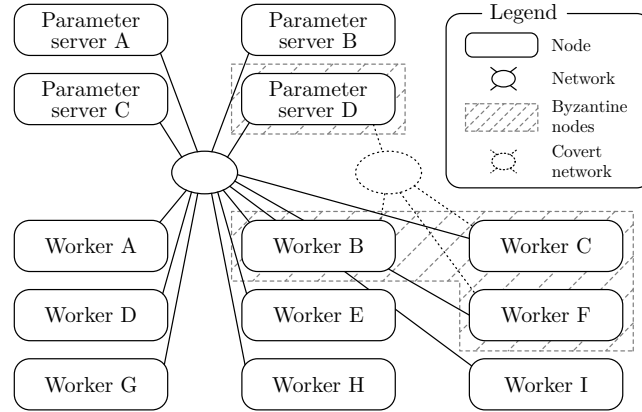 Parameter
server A
Parameter
server B
Parameter
server C
Parameter
server D
Legend
Node
Network
Byzantine
nodes
Covert
network
Worker A
Worker B
Worker C
Worker D
Worker E
Worker F
Worker G
Worker H
Worker I